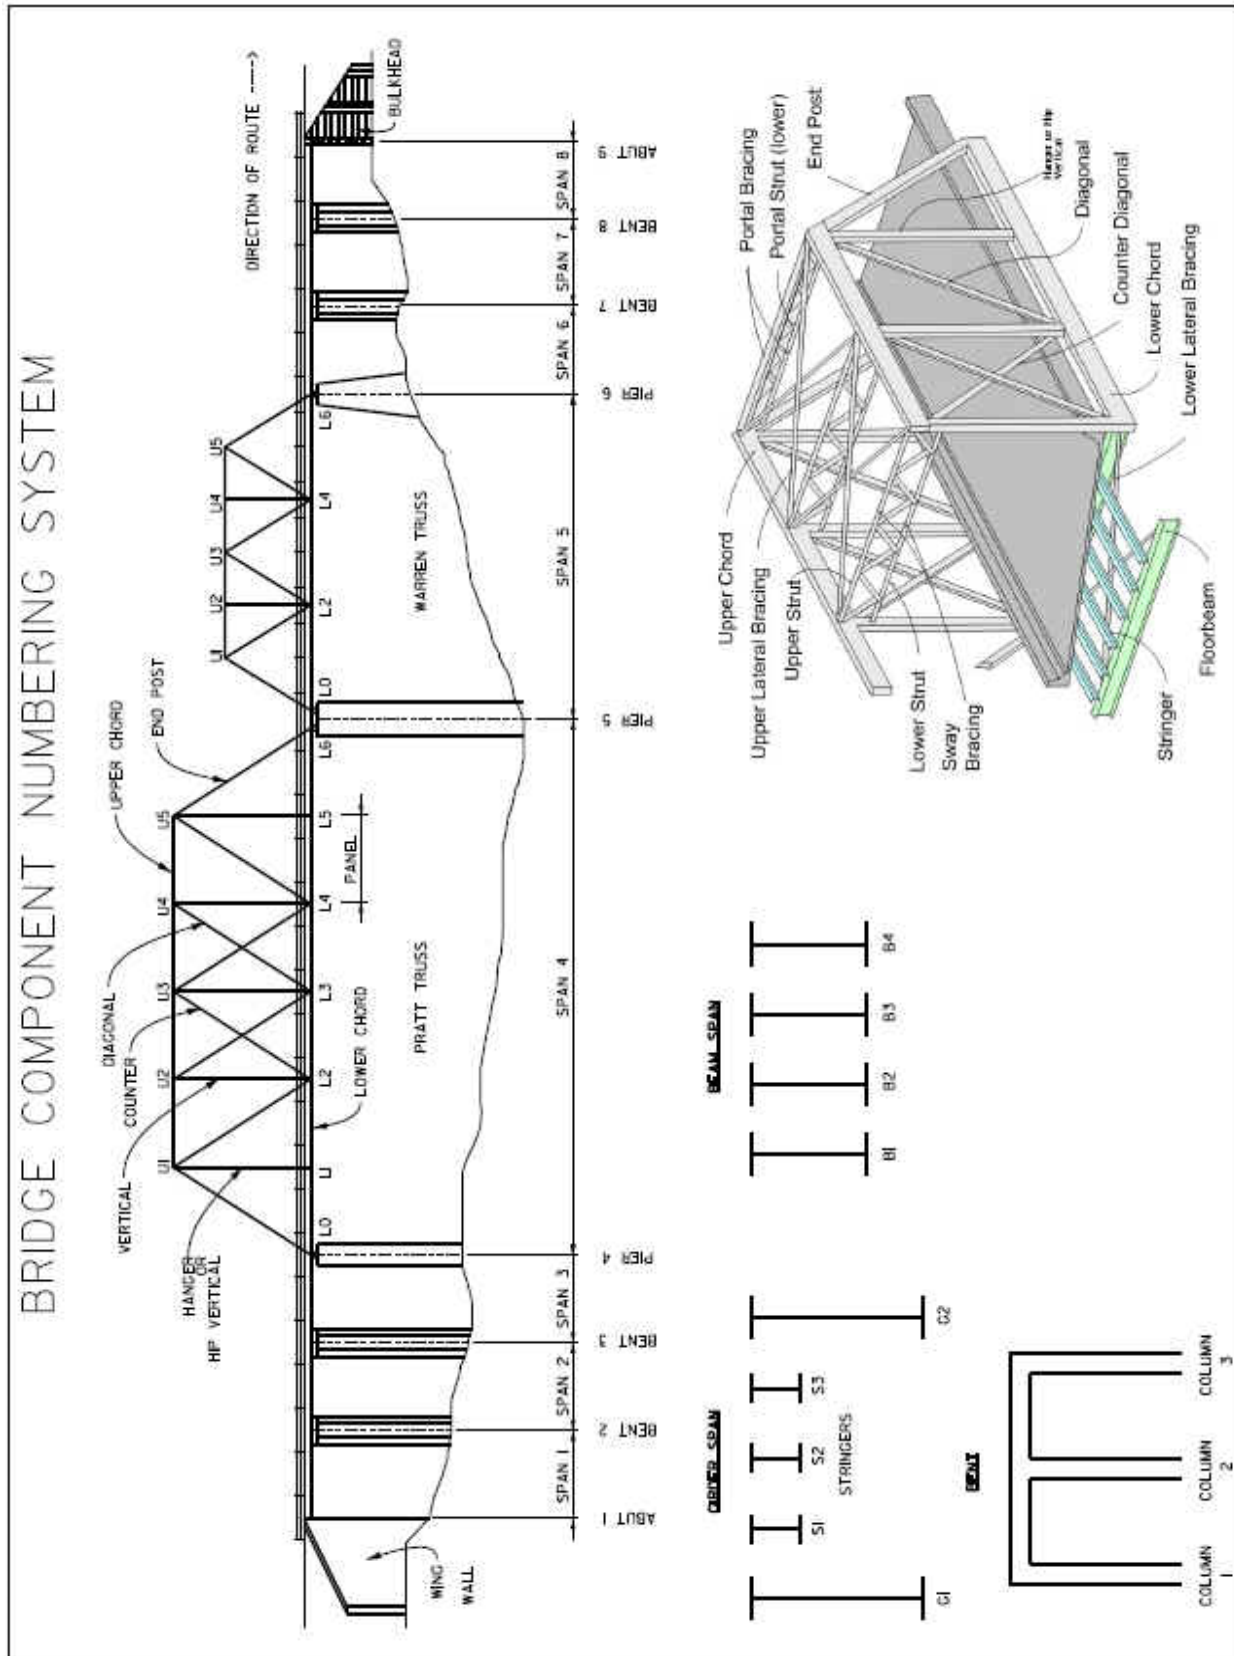 BRIDGE COMPONENT NUMBERING SYSTEM
DIRECTION OF ROUTE ---->
UPPER CHORD
END POST
DIAGONAL
COUNTER
VERTICAL
HANGER
OR
HIP VERTICAL
U1
U2
U3
U4
U5
U1
U2
U3
U4
U5
L0
L1
L2
L3
L4
L5
L6
L0
L2
L4
L6
PANEL
LOWER CHORD
WING
WALL
PRATT TRUSS
WARREN TRUSS
BULKHEAD
SPAN 1
SPAN 2
SPAN 3
SPAN 4
SPAN 5
SPAN 6
SPAN 7
SPAN 8
ABUT 1
BENT 2
BENT 3
PIER 4
PIER 5
PIER 6
BENT 7
BENT 8
ABUT 9
GIRDER SPAN
G1
S1
S2
S3
G2
STRINGERS
BEAM SPAN
B1
B2
B3
B4
BENT
COLUMN
1
COLUMN
2
COLUMN
3
Portal Bracing
Portal Strut (lower)
End Post
Hanger or Hip
Vertical
Diagonal
Counter Diagonal
Lower Chord
Lower Lateral Bracing
Upper Chord
Upper Lateral Bracing
Upper Strut
Lower Strut
Sway
Bracing
Stringer
Floorbeam